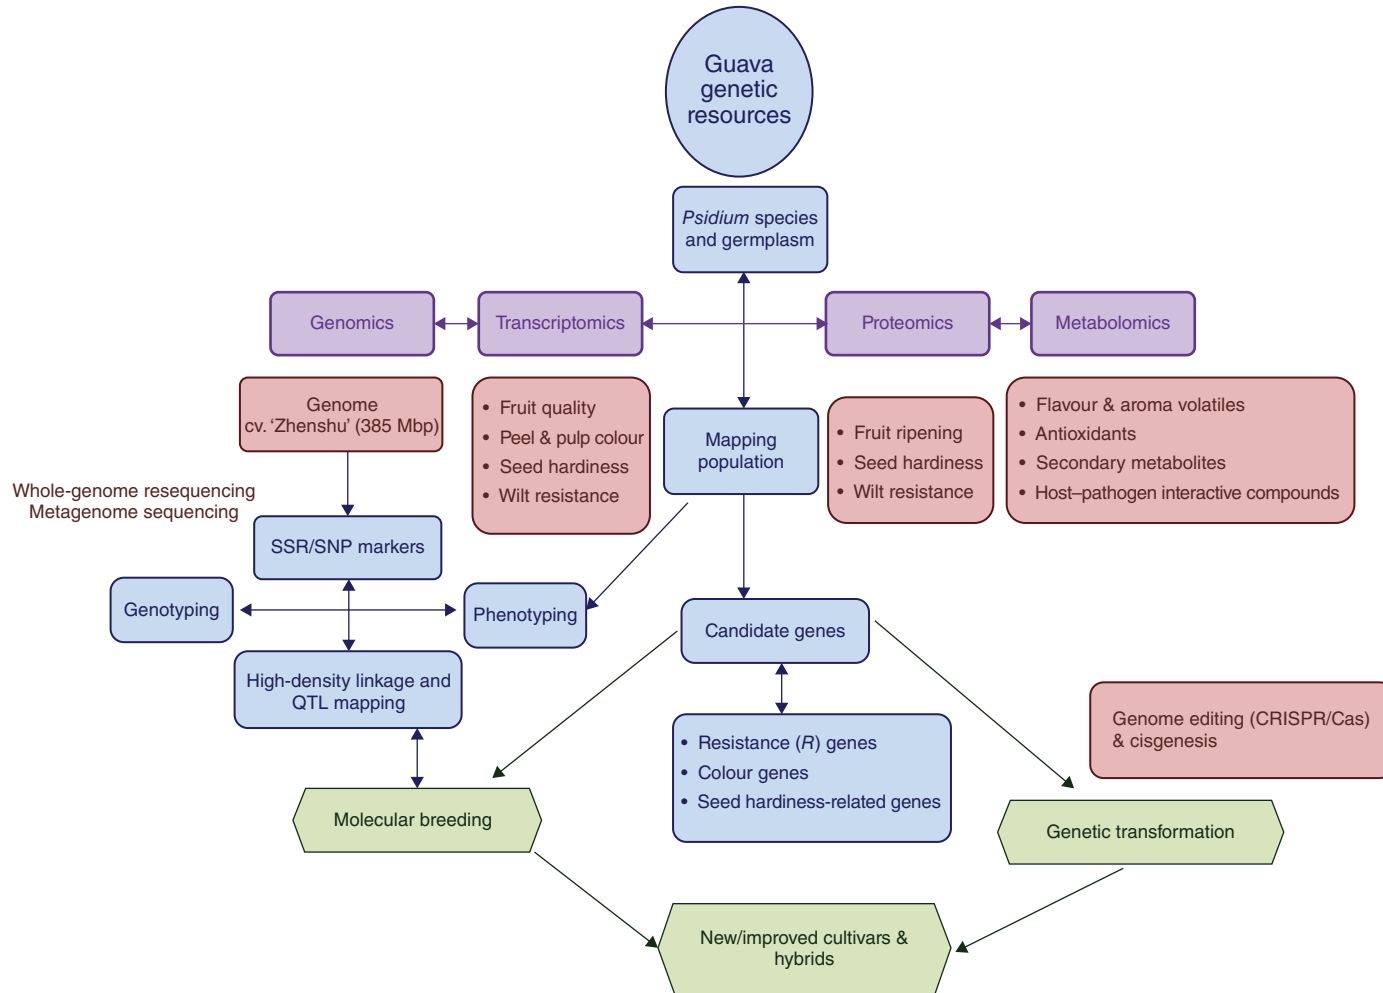 Guava
genetic
resources
Psidium species
and germplasm
Genomics
Transcriptomics
Proteomics
Metabolomics
Genome
cv. ‘Zhenshu’ (385 Mbp)
• Fruit quality
• Peel & pulp colour
• Seed hardiness
• Wilt resistance
Mapping
population
• Fruit ripening
• Seed hardiness
• Wilt resistance
• Flavour & aroma volatiles
• Antioxidants
• Secondary metabolites
• Host–pathogen interactive compounds
Whole-genome resequencing
Metagenome sequencing
SSR/SNP markers
Genotyping
Phenotyping
Candidate genes
High-density linkage and
QTL mapping
• Resistance (R) genes
• Colour genes
• Seed hardiness-related genes
Genome editing (CRISPR/Cas)
& cisgenesis
Molecular breeding
Genetic transformation
New/improved cultivars &
hybrids